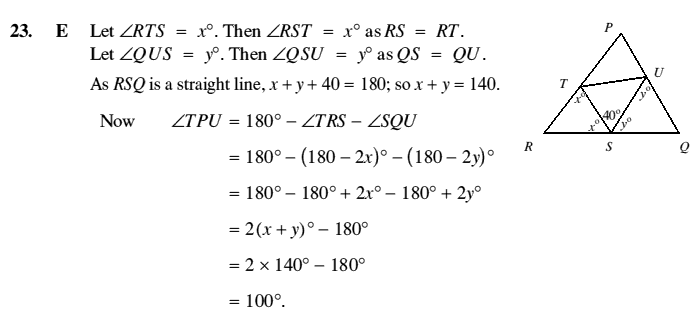 23. E Let ∠RTS = x°. Then ∠RST = x° as RS = RT.
Let ∠QUS = y°. Then ∠QSU = y° as QS = QU.
As RSQ is a straight line, x + y + 40 = 180; so x + y = 140.
Now ∠TPU = 180° − ∠TRS − ∠SQU
= 180° − (180 − 2x)° − (180 − 2y)°
= 180° − 180° + 2x° − 180° + 2y°
= 2(x + y)° − 180°
= 2 × 140° − 180°
= 100°.
P
U
T
x°
y°
40°
x°
y°
R
S
Q